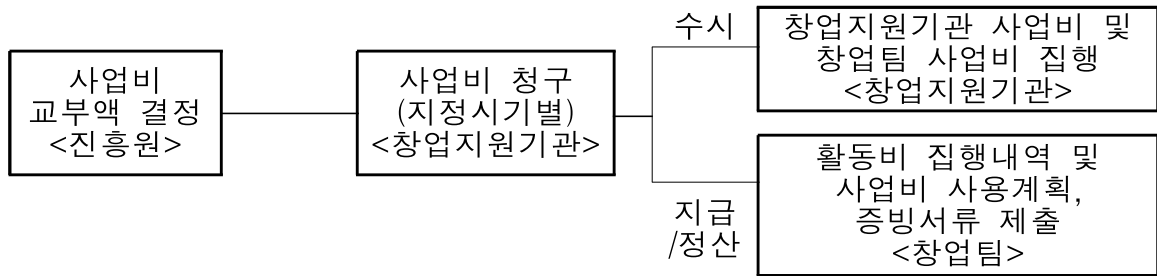 사업비
교부액 결정
<진흥원>
사업비 청구
(지정시기별)
<창업지원기관>
수시
창업지원기관 사업비 및
창업팀 사업비 집행
<창업지원기관>
지급
/정산
활동비 집행내역 및
사업비 사용계획,
증빙서류 제출
<창업팀>